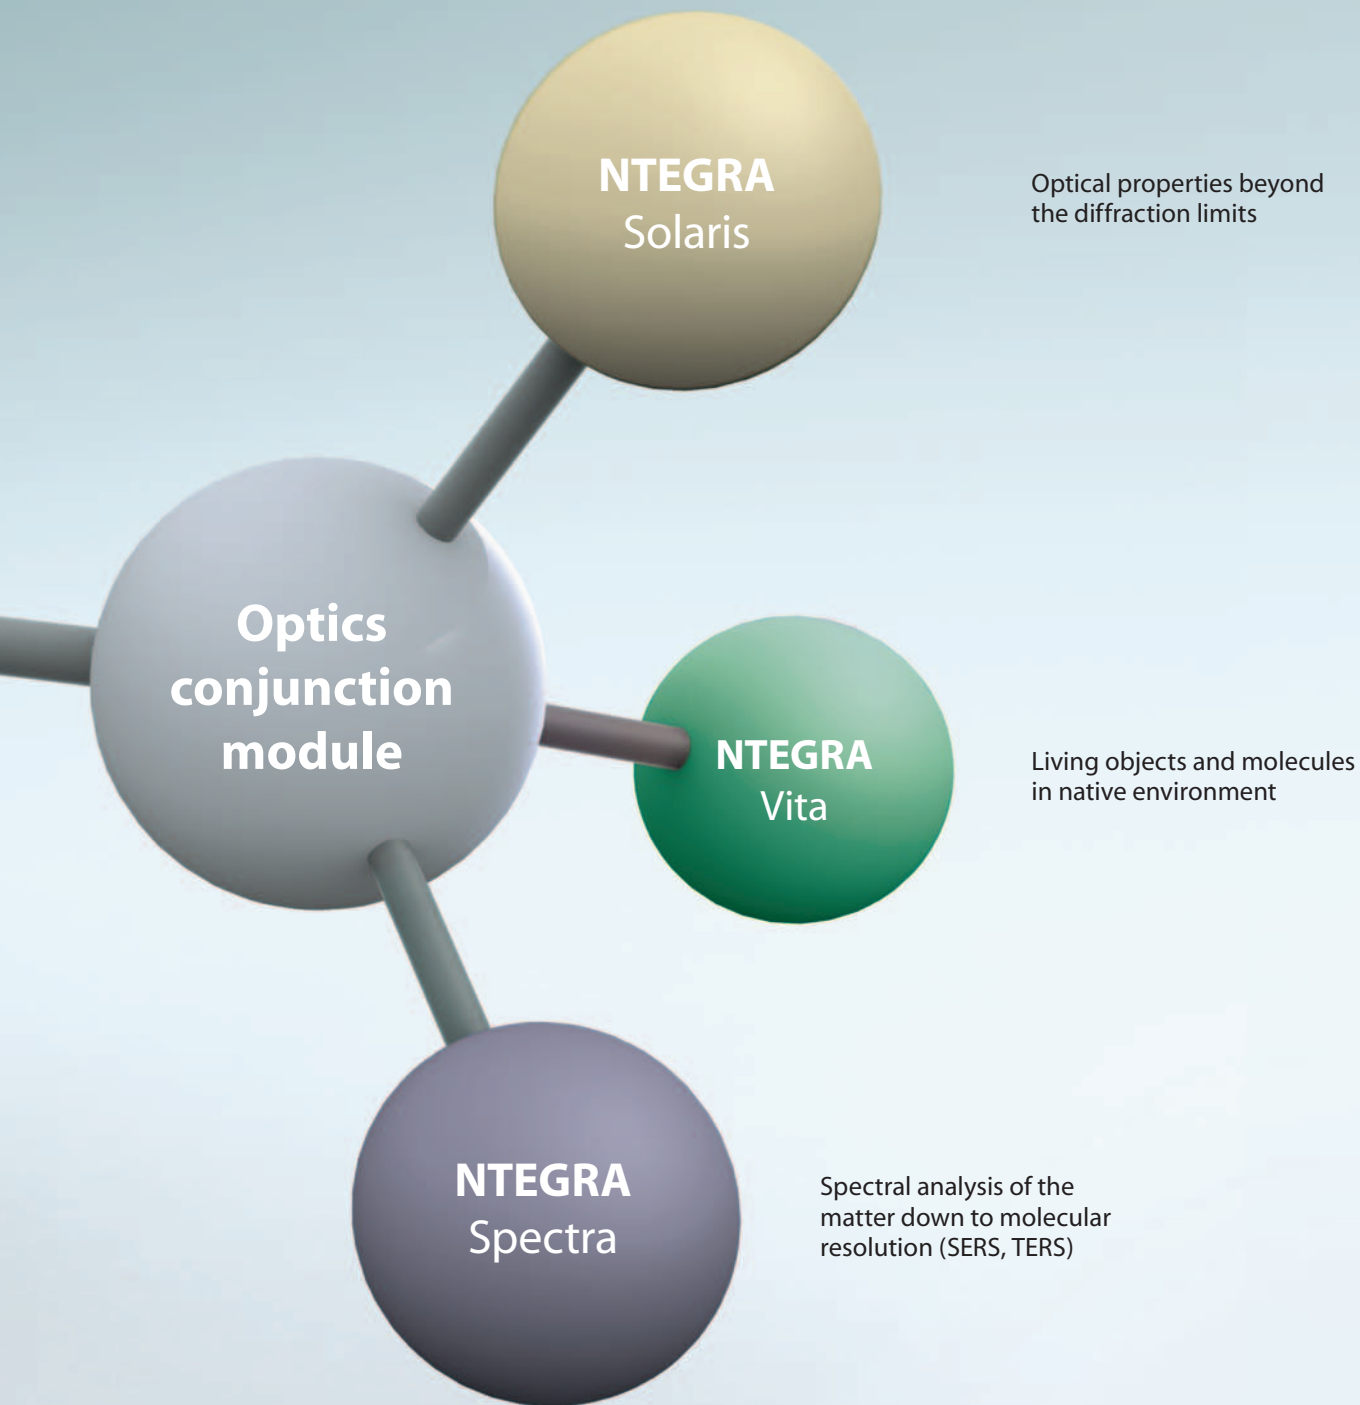 NTEGRA
Solaris
Optical properties beyond
the diffraction limits
Optics
conjunction
module
NTEGRA
Vita
Living objects and molecules
in native environment
NTEGRA
Spectra
Spectral analysis of the
matter down to molecular
resolution (SERS, TERS)